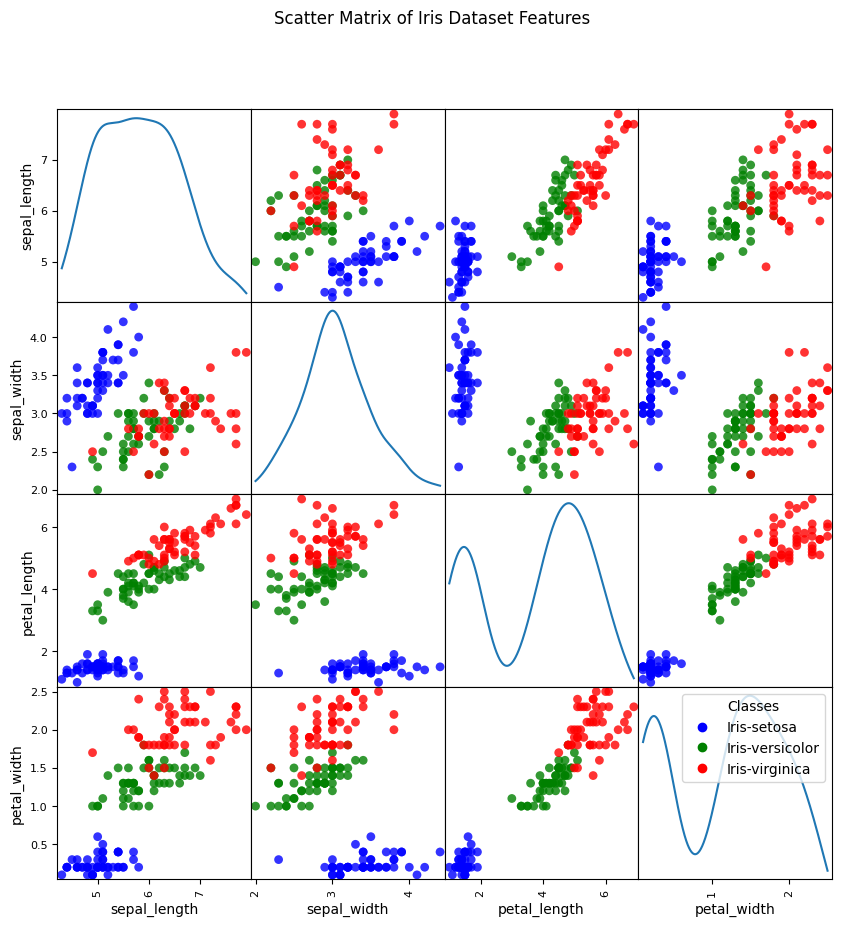 Scatter Matrix of Iris Dataset Features
sepal_length
7
6
5
sepal_width
4.0
3.5
3.0
2.5
2.0
petal_length
6
4
2
petal_width
2.5
2.0
1.5
1.0
0.5
Classes
Iris-setosa
Iris-versicolor
Iris-virginica
5 6 7 2 3 4 2 4 6 1 2
sepal_length sepal_width petal_length petal_width